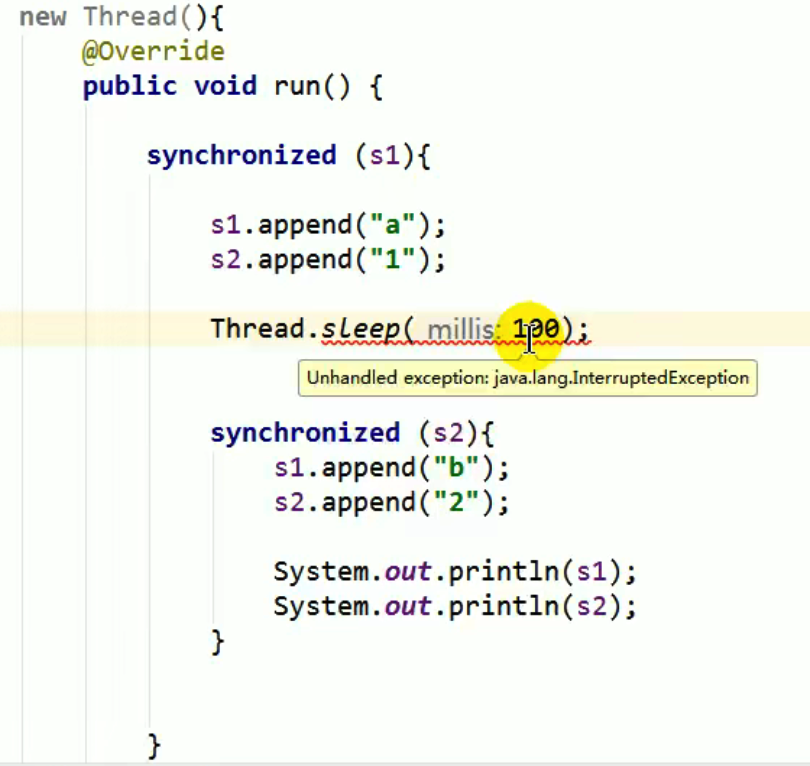 new Thread(){
@Override
public void run() {
synchronized (s1){
s1.append("a");
s2.append("1");
Thread.sleep( millis: 100);
Unhandled exception: java.lang.InterruptedException
synchronized (s2){
s1.append("b");
s2.append("2");
System.out.println(s1);
System.out.println(s2);
}
}